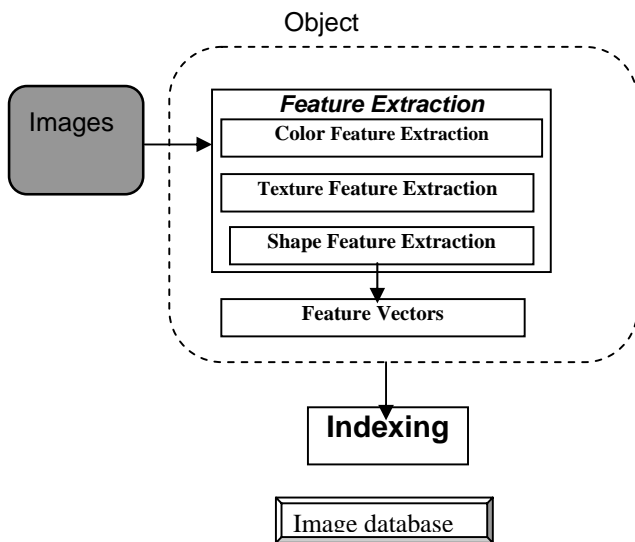 Object
Images
Feature Extraction
Color Feature Extraction
Texture Feature Extraction
Shape Feature Extraction
Feature Vectors
Indexing
Image database